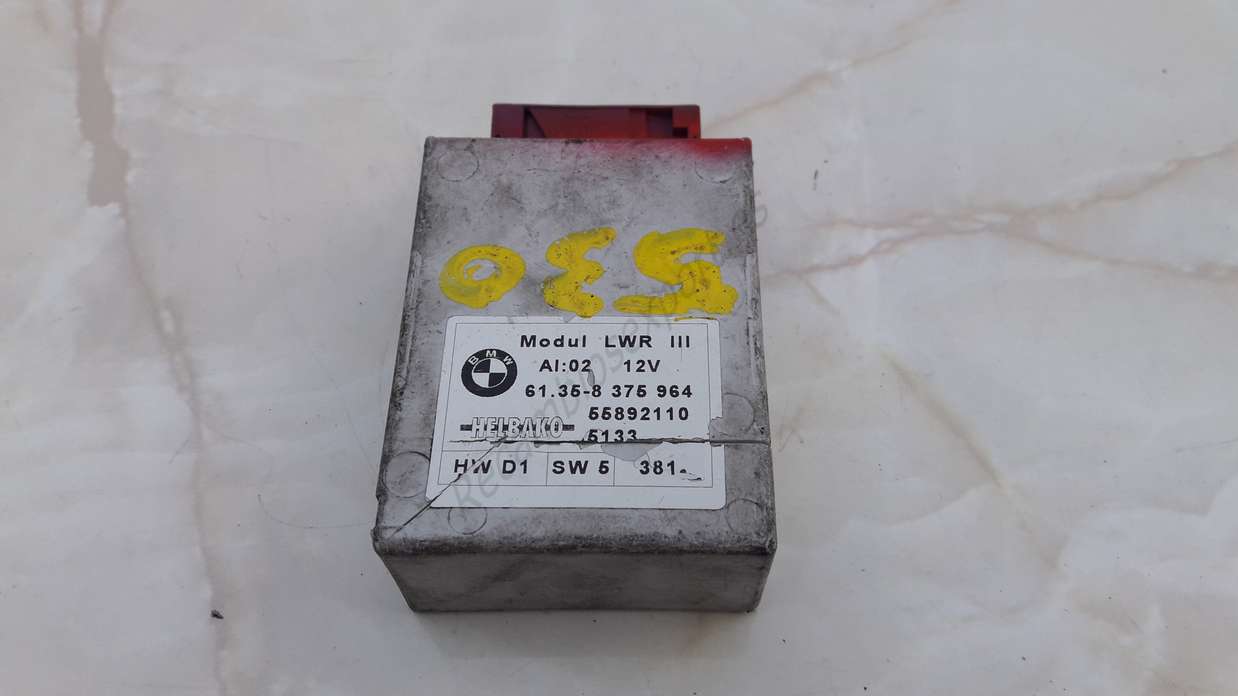 035
Modul LWR III
BMW
AI:02 12V
61.35-8 375 964
55892110
HELBAKO 5133
HW D1 SW 5 381